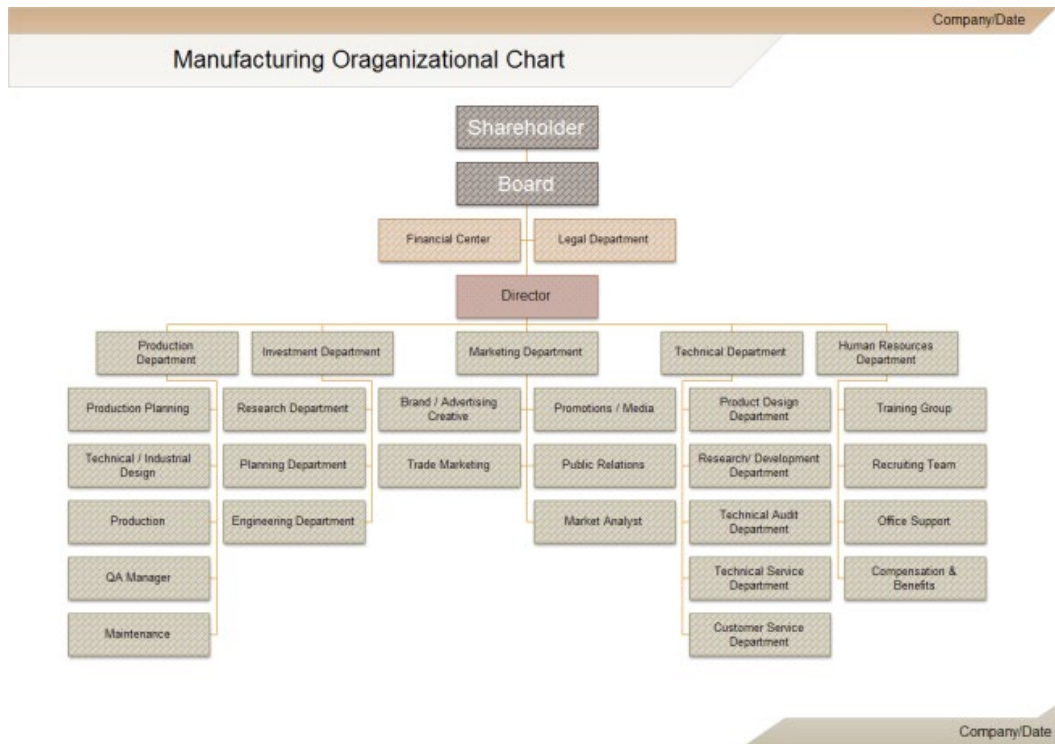 Company/Date
Manufacturing Oraganizational Chart
Shareholder
Board
Financial Center
Legal Department
Director
Production
Department
Investment Department
Marketing Department
Technical Department
Human Resources
Department
Production Planning
Research Department
Brand / Advertising
Creative
Promotions / Media
Product Design
Department
Training Group
Technical / Industrial
Design
Planning Department
Trade Marketing
Public Relations
Research/ Development
Department
Recruiting Team
Production
Engineering Department
Market Analyst
Technical Audit
Department
Office Support
QA Manager
Technical Service
Department
Compensation &
Benefits
Maintenance
Customer Service
Department
Company/Date